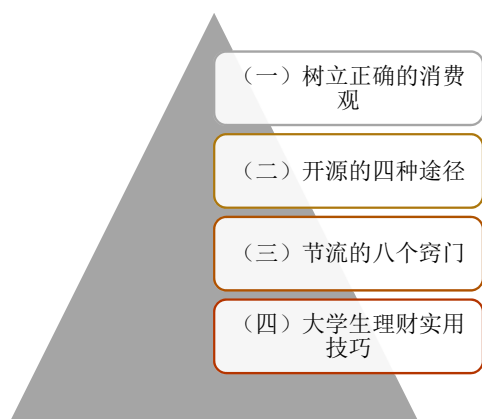 （一）树立正确的消费
观
（二）开源的四种途径
（三）节流的八个窍门
（四）大学生理财实用
技巧